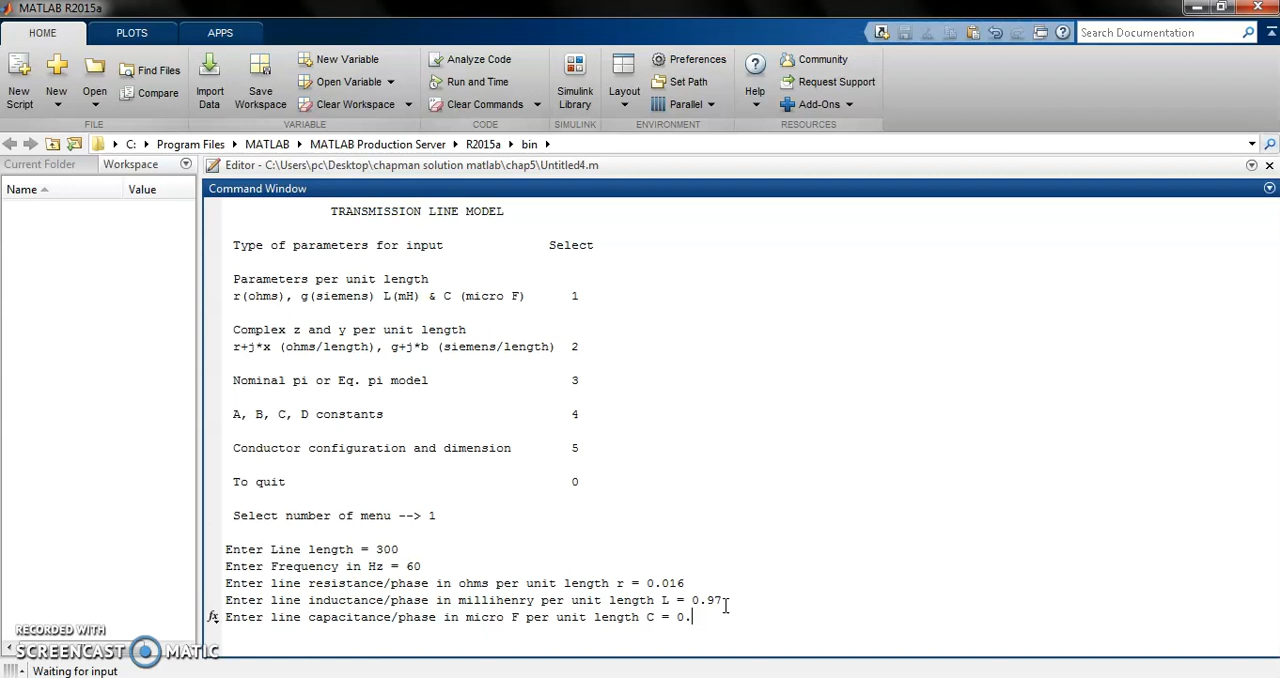 MATLAB R2015a
HOME PLOTS APPS Search Documentation
New Script New Open Find Files Compare Import Data Save Workspace New Variable Open Variable Clear Workspace Analyze Code Run and Time Clear Commands Simulink Library Layout Preferences Set Path Parallel Help Community Request Support Add-Ons
FILE VARIABLE CODE SIMULINK ENVIRONMENT RESOURCES
C: Program Files MATLAB MATLAB Production Server R2015a bin
Current Folder Workspace Editor - C:\Users\pc\Desktop\chapman solution matlab\chap5\Untitled4.m
Name Value Command Window
TRANSMISSION LINE MODEL
Type of parameters for input Select
Parameters per unit length
r(ohms), g(siemens) L(mH) & C (micro F) 1
Complex z and y per unit length
r+j*x (ohms/length), g+j*b (siemens/length) 2
Nominal pi or Eq. pi model 3
A, B, C, D constants 4
Conductor configuration and dimension 5
To quit 0
Select number of menu --> 1
Enter Line length = 300
Enter Frequency in Hz = 60
Enter line resistance/phase in ohms per unit length r = 0.016
Enter line inductance/phase in millihenry per unit length L = 0.97
fx Enter line capacitance/phase in micro F per unit length C = 0.
RECORDED WITH
SCREENCAST MATIC
Waiting for input